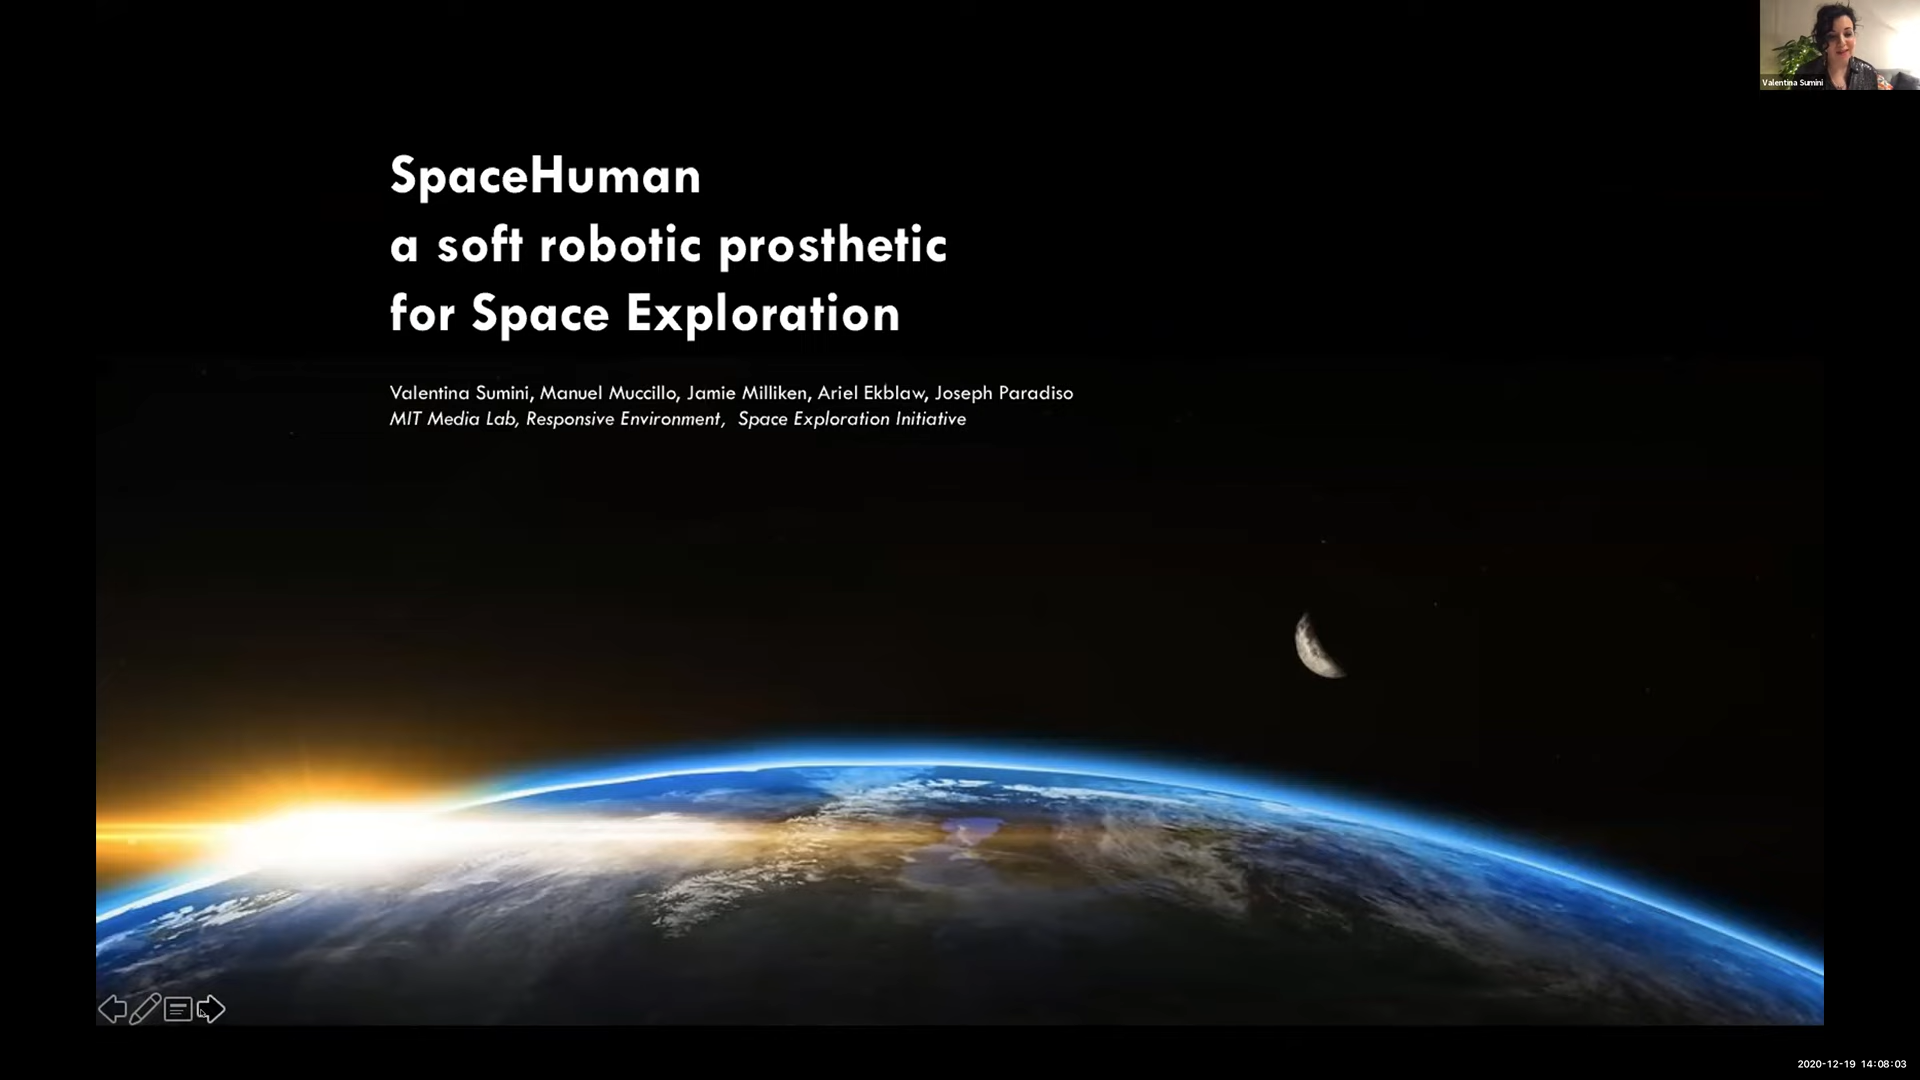 Valentina Sumini
SpaceHuman
a soft robotic prosthetic
for Space Exploration
Valentina Sumini, Manuel Muccillo, Jamie Milliken, Ariel Ekblaw, Joseph Paradiso
MIT Media Lab, Responsive Environment, Space Exploration Initiative
2020-12-19 14:08:03